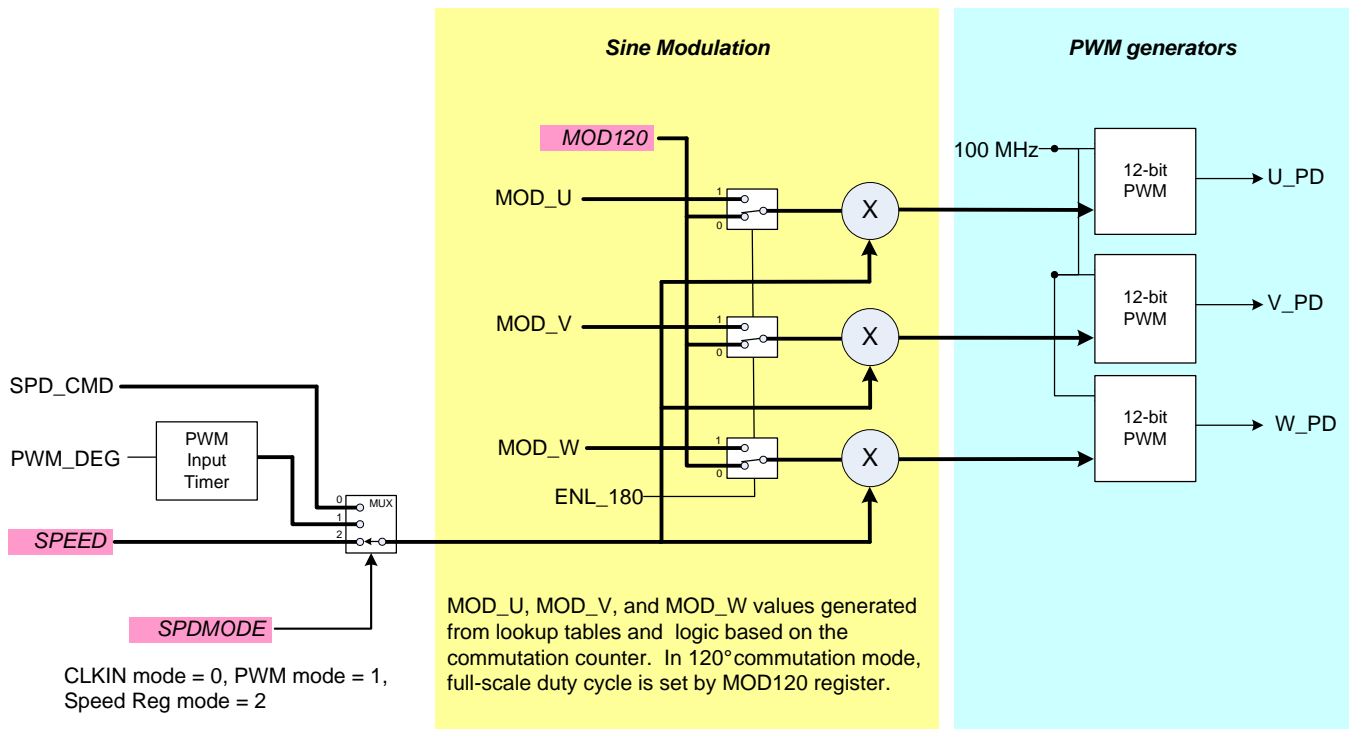 Sine Modulation
PWM generators
MOD120
100 MHz
12-bit
PWM
U_PD
MOD_U
1
0
X
12-bit
PWM
V_PD
MOD_V
1
0
X
SPD_CMD
12-bit
PWM
W_PD
MOD_W
1
0
X
PWM_DEG
PWM
Input
Timer
ENL_180
0
MUX
1
2
SPEED
SPDMODE
CLKIN mode = 0, PWM mode = 1,
Speed Reg mode = 2
MOD_U, MOD_V, and MOD_W values generated
from lookup tables and logic based on the
commutation counter. In 120° commutation mode,
full-scale duty cycle is set by MOD120 register.